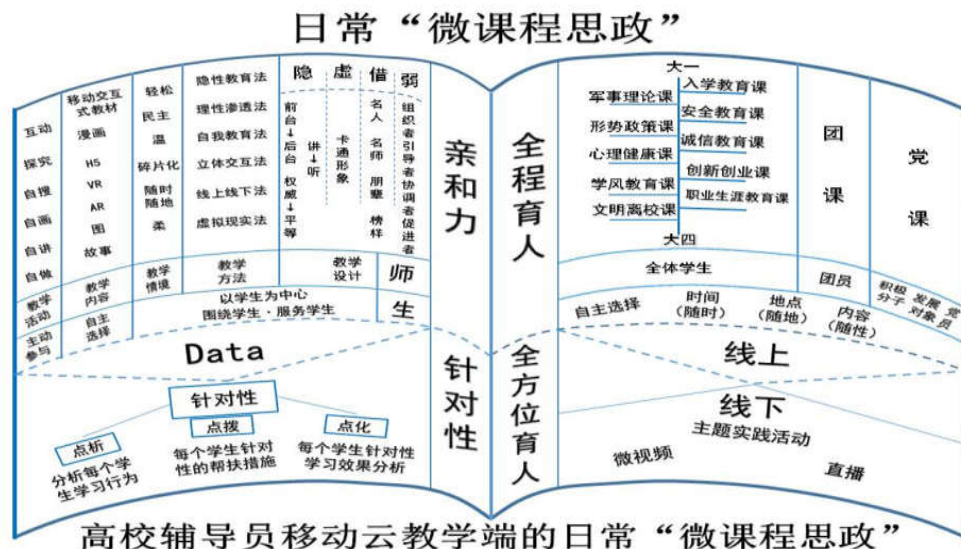 日常“微课程思政”
互动
探究
自搜
自画
自讲
自做
教学活动
主动参与
移动交互式教材
漫画
H5
VR
AR
图
故事
教学内容
自主选择
轻松
民主
温
碎片化
随时随地
柔
教学情境
隐性教育法
理性渗透法
自我教育法
立体交互法
线上线下法
虚拟现实法
教学方法
隐
虚
借
弱
前台→后台 权威→平等
讲→听
卡通形象
名人 名师 朋辈 榜样
组织者引导者协调者促进者
教学设计
师
以学生为中心
围绕学生·服务学生
生
亲和力
全程育人
大一
入学教育课
军事理论课
安全教育课
形势政策课
诚信教育课
心理健康课
创新创业课
学风教育课
职业生涯教育课
文明离校课
大四
团课
党课
全体学生
团员
积极分子
发展对象
党员
自主选择
时间（随时）
地点（随地）
内容（随性）
Data
针对性
点析
分析每个学生学习行为
点拨
每个学生针对性的帮扶措施
点化
每个学生针对性学习效果分析
针对性
全方位育人
线上
线下
主题实践活动
微视频
直播
高校辅导员移动云教学端的日常“微课程思政”